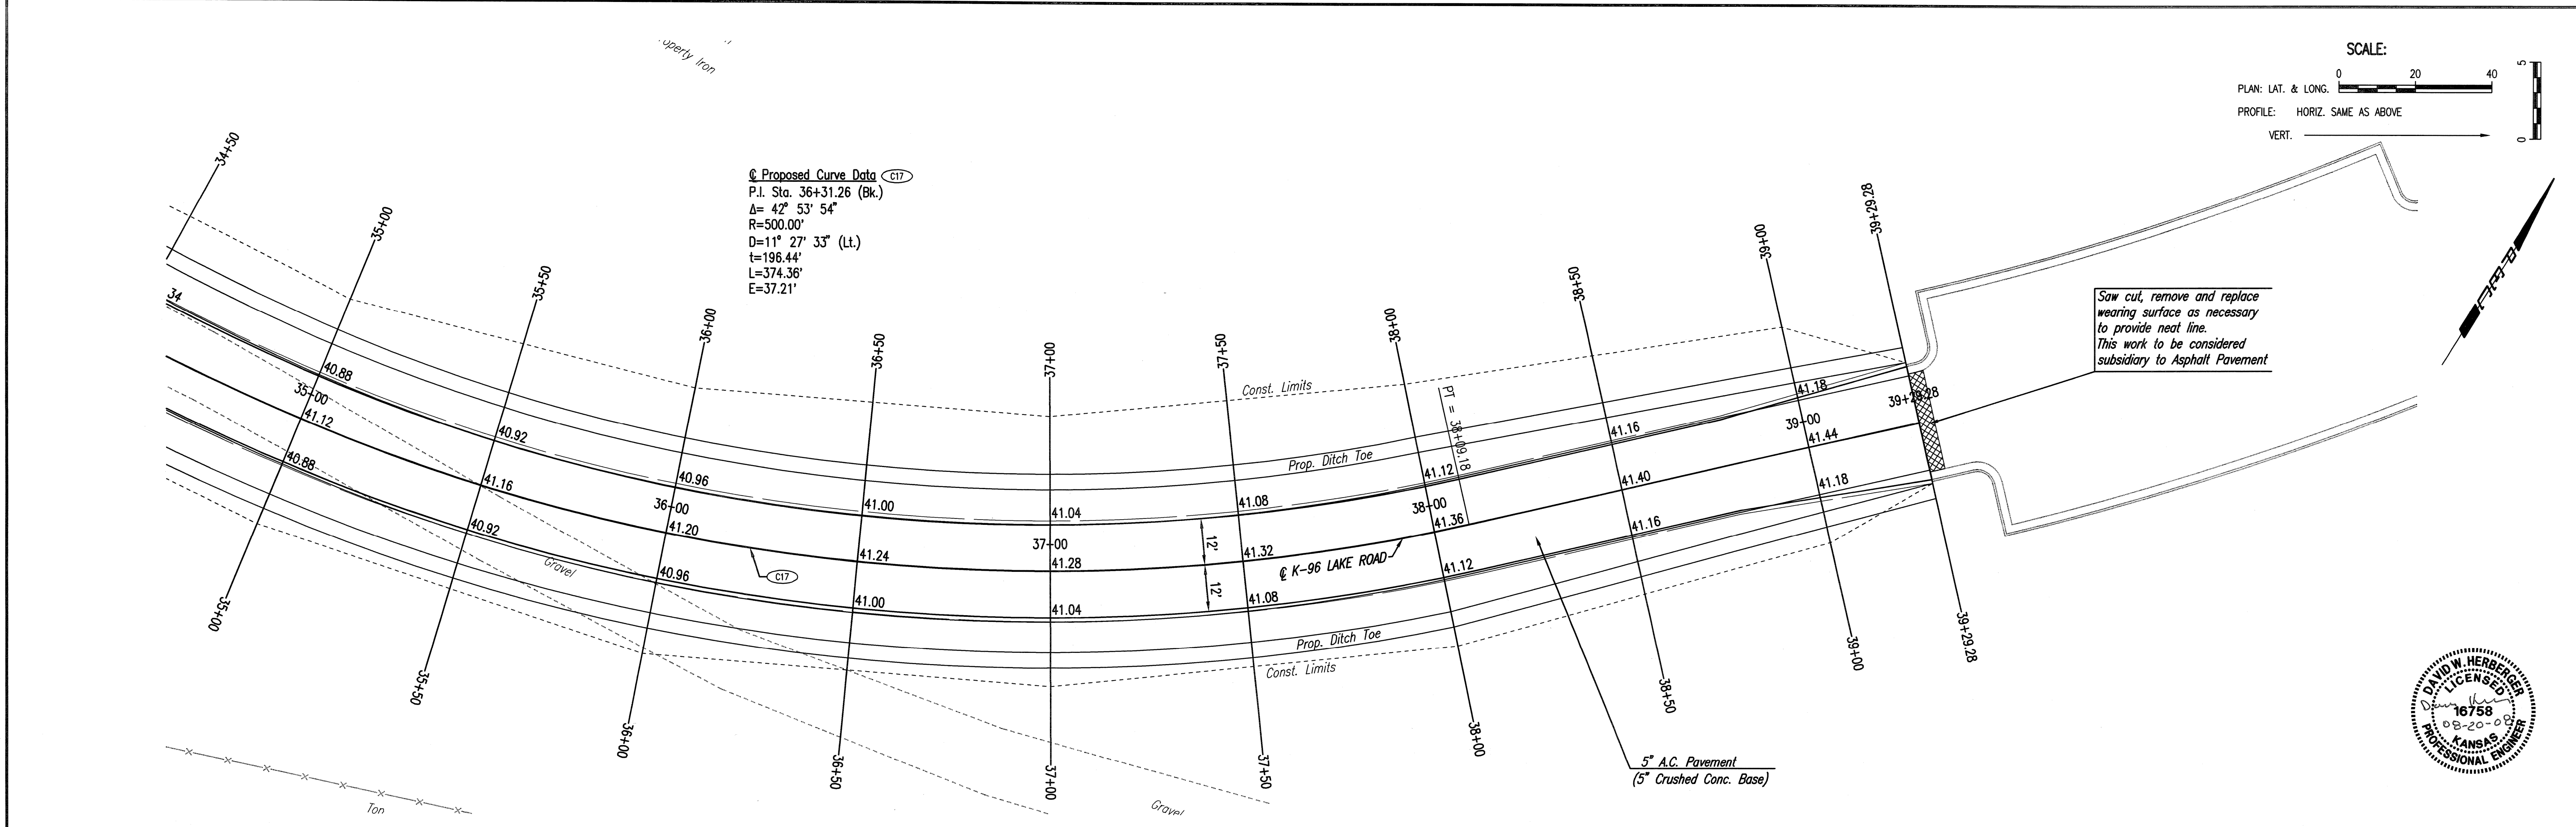 operty Iron
SCALE:
0 20 40
PLAN: LAT. & LONG.
PROFILE: HORIZ. SAME AS ABOVE
VERT.
5
0
℄ Proposed Curve Data C17
P.I. Sta. 36+31.26 (Bk.)
Δ= 42° 53' 54"
R=500.00'
D=11° 27' 33" (Lt.)
t=196.44'
L=374.36'
E=37.21'
34+50
35+00
35+50
36+00
36+50
37+00
37+50
38+00
38+50
39+00
39+29.28
Saw cut, remove and replace
wearing surface as necessary
to provide neat line.
This work to be considered
subsidiary to Asphalt Pavement
Const. Limits
Prop. Ditch Toe
PT = 38+09.18
34
40.88
40.92
40.96
41.00
41.04
41.08
41.12
41.16
41.18
35+00
36+00
37+00
38+00
39+00
39+29.28
41.12
41.16
41.20
41.24
41.28
41.32
41.36
41.40
41.44
12'
12'
C17
℄ K-96 LAKE ROAD
40.88
40.92
40.96
41.00
41.04
41.08
41.12
41.16
41.18
Gravel
Prop. Ditch Toe
Const. Limits
35+00
35+50
36+00
36+50
37+00
37+50
38+00
38+50
39+00
39+29.28
5" A.C. Pavement
(5" Crushed Conc. Base)
Gravel
DAVID W. HERBERGER
LICENSED
16758
08-20-08
KANSAS
PROFESSIONAL ENGINEER